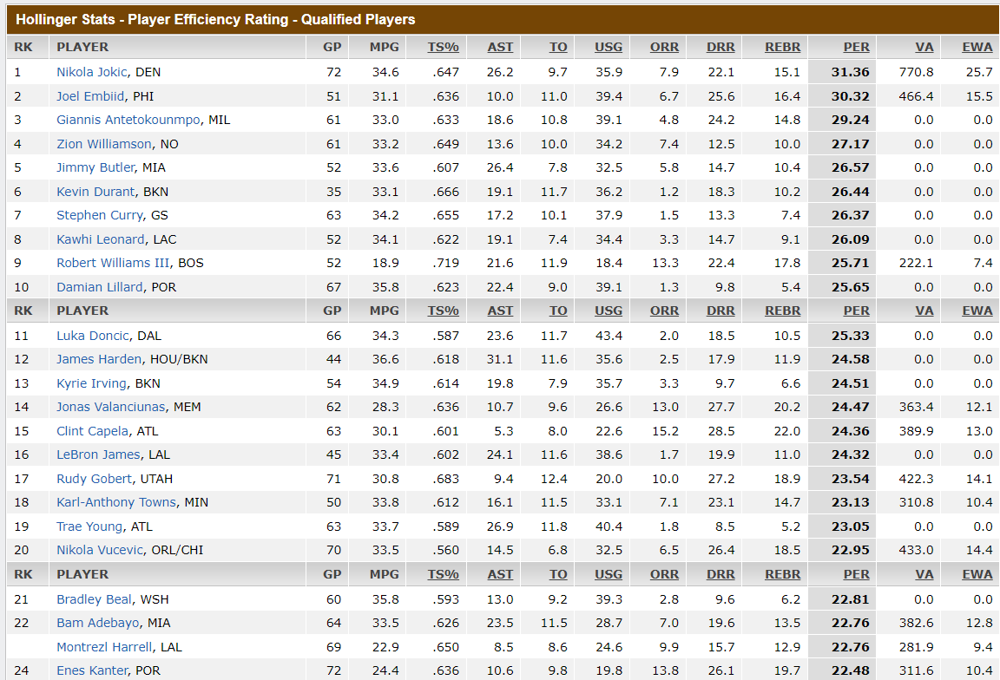 Hollinger Stats - Player Efficiency Rating - Qualified Players
RK PLAYER GP MPG TS% AST TO USG ORR DRR REBR PER VA EWA
1 Nikola Jokic, DEN 72 34.6 .647 26.2 9.7 35.9 7.9 22.1 15.1 31.36 770.8 25.7
2 Joel Embiid, PHI 51 31.1 .636 10.0 11.0 39.4 6.7 25.6 16.4 30.32 466.4 15.5
3 Giannis Antetokounmpo, MIL 61 33.0 .633 18.6 10.8 39.1 4.8 24.2 14.8 29.24 0.0 0.0
4 Zion Williamson, NO 61 33.2 .649 13.6 10.0 34.2 7.4 12.5 10.0 27.17 0.0 0.0
5 Jimmy Butler, MIA 52 33.6 .607 26.4 7.8 32.5 5.8 14.7 10.4 26.57 0.0 0.0
6 Kevin Durant, BKN 35 33.1 .666 19.1 11.7 36.2 1.2 18.3 10.2 26.44 0.0 0.0
7 Stephen Curry, GS 63 34.2 .655 17.2 10.1 37.9 1.5 13.3 7.4 26.37 0.0 0.0
8 Kawhi Leonard, LAC 52 34.1 .622 19.1 7.4 34.4 3.3 14.7 9.1 26.09 0.0 0.0
9 Robert Williams III, BOS 52 18.9 .719 21.6 11.9 18.4 13.3 22.4 17.8 25.71 222.1 7.4
10 Damian Lillard, POR 67 35.8 .623 22.4 9.0 39.1 1.3 9.8 5.4 25.65 0.0 0.0
RK PLAYER GP MPG TS% AST TO USG ORR DRR REBR PER VA EWA
11 Luka Doncic, DAL 66 34.3 .587 23.6 11.7 43.4 2.0 18.5 10.5 25.33 0.0 0.0
12 James Harden, HOU/BKN 44 36.6 .618 31.1 11.6 35.6 2.5 17.9 11.9 24.58 0.0 0.0
13 Kyrie Irving, BKN 54 34.9 .614 19.8 7.9 35.7 3.3 9.7 6.6 24.51 0.0 0.0
14 Jonas Valanciunas, MEM 62 28.3 .636 10.7 9.6 26.6 13.0 27.7 20.2 24.47 363.4 12.1
15 Clint Capela, ATL 63 30.1 .601 5.3 8.0 22.6 15.2 28.5 22.0 24.36 389.9 13.0
16 LeBron James, LAL 45 33.4 .602 24.1 11.6 38.6 1.7 19.9 11.0 24.32 0.0 0.0
17 Rudy Gobert, UTAH 71 30.8 .683 9.4 12.4 20.0 10.0 27.2 18.9 23.54 422.3 14.1
18 Karl-Anthony Towns, MIN 50 33.8 .612 16.1 11.5 33.1 7.1 23.1 14.7 23.13 310.8 10.4
19 Trae Young, ATL 63 33.7 .589 26.9 11.8 40.4 1.8 8.5 5.2 23.05 0.0 0.0
20 Nikola Vucevic, ORL/CHI 70 33.5 .560 14.5 6.8 32.5 6.5 26.4 18.5 22.95 433.0 14.4
RK PLAYER GP MPG TS% AST TO USG ORR DRR REBR PER VA EWA
21 Bradley Beal, WSH 60 35.8 .593 13.0 9.2 39.3 2.8 9.6 6.2 22.81 0.0 0.0
22 Bam Adebayo, MIA 64 33.5 .626 23.5 11.5 28.7 7.0 19.6 13.5 22.76 382.6 12.8
Montrezl Harrell, LAL 69 22.9 .650 8.5 8.6 24.6 9.9 15.7 12.9 22.76 281.9 9.4
24 Enes Kanter, POR 72 24.4 .636 10.6 9.8 19.8 13.8 26.1 19.7 22.48 311.6 10.4